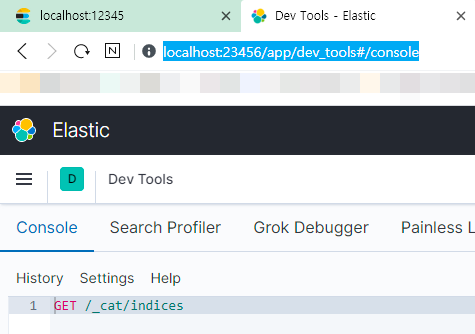 localhost:12345 Dev Tools - Elastic
N localhost:23456/app/dev_tools#/console
Elastic
D Dev Tools
Console Search Profiler Grok Debugger Painless L
History Settings Help
1 GET /_cat/indices